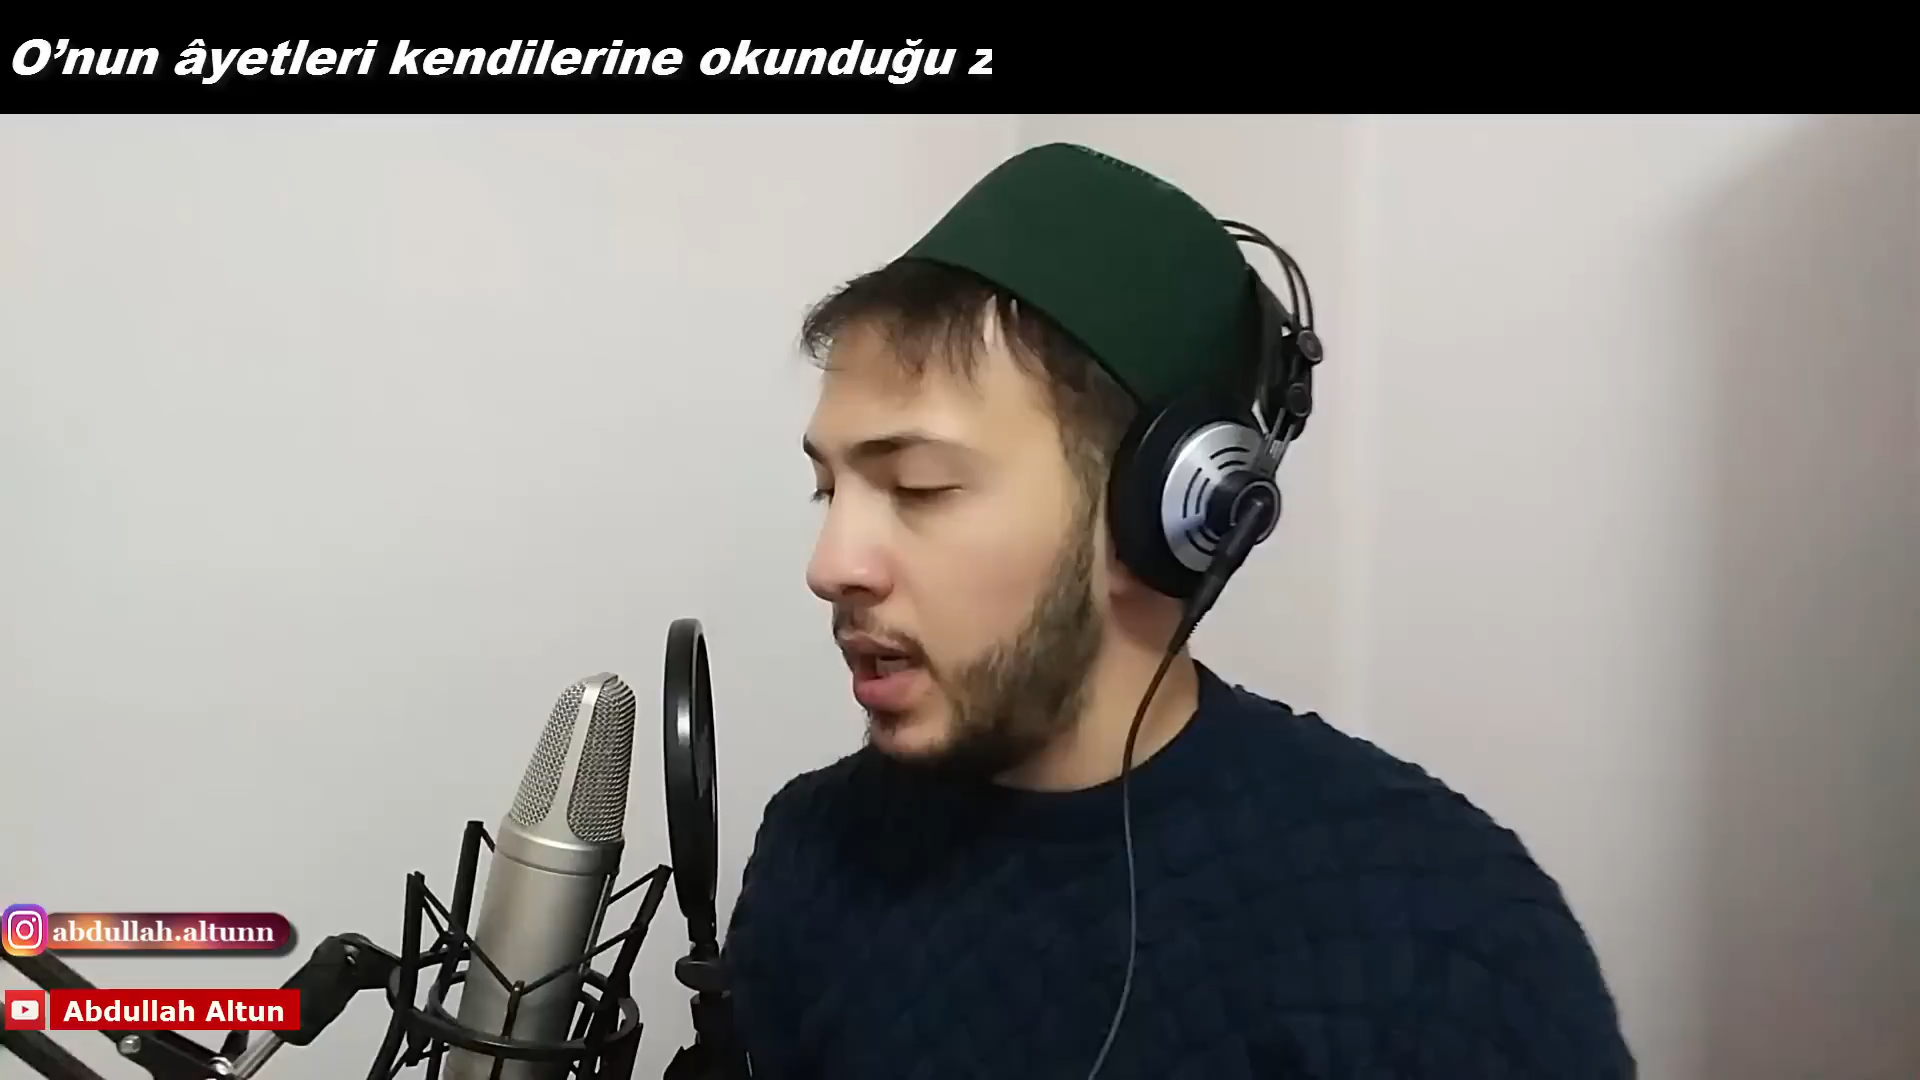 O’nun âyetleri kendilerine okunduğu z
abdullah.altunn
Abdullah Altun